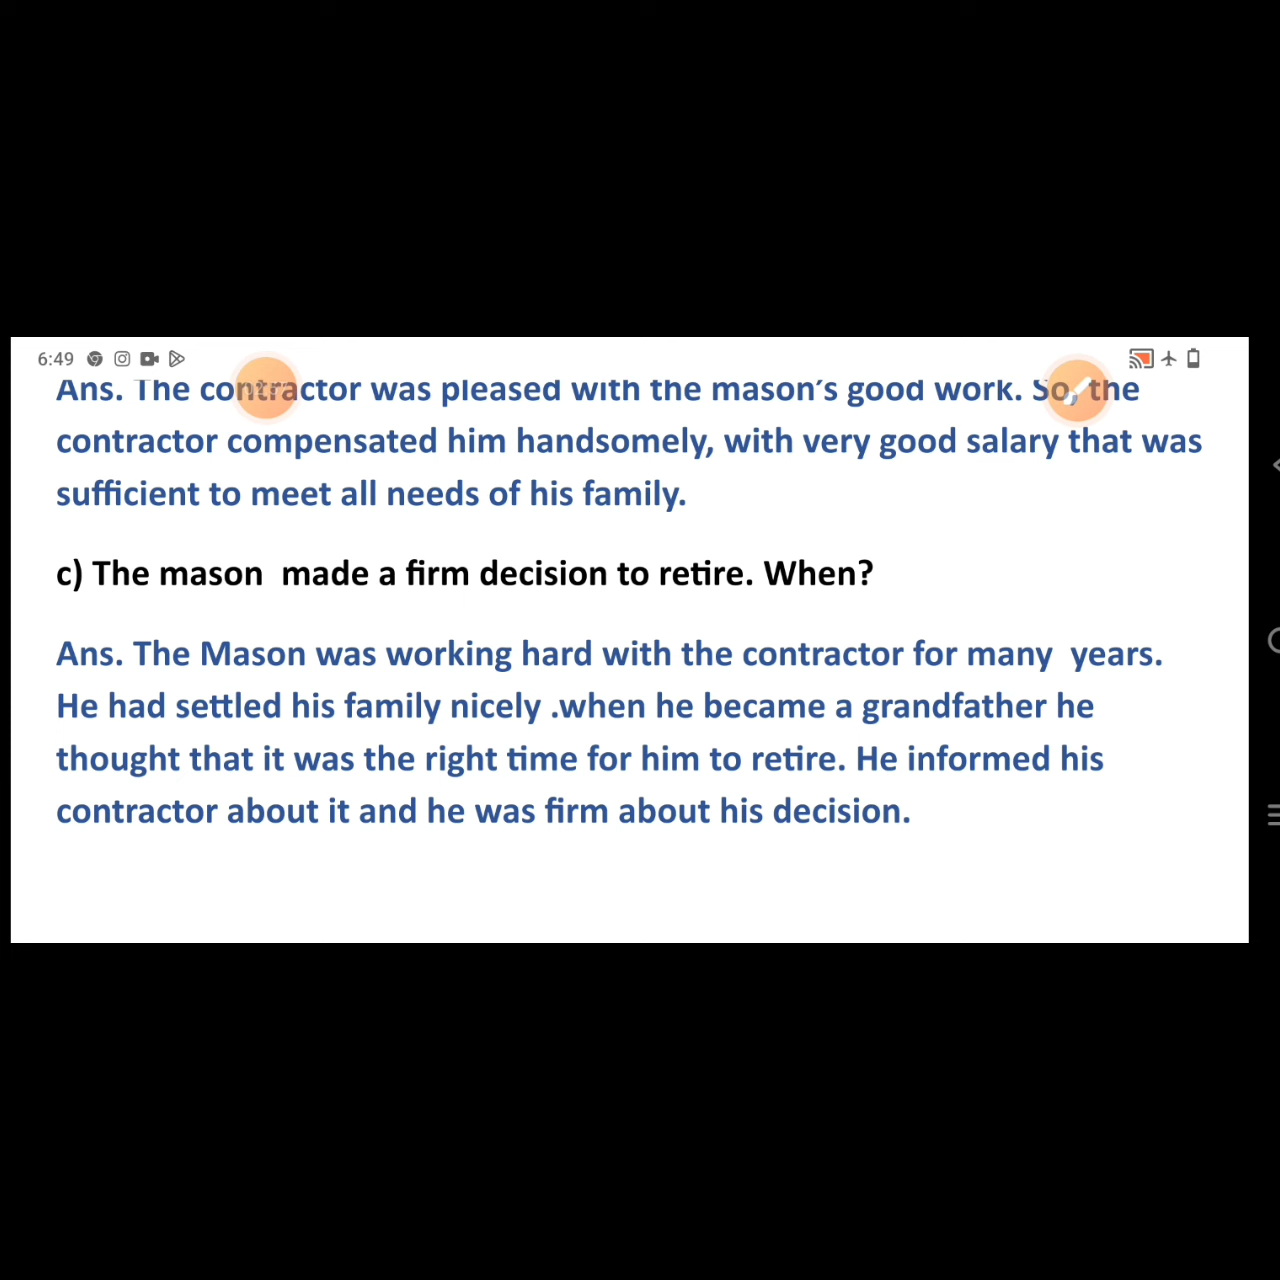 6:49
Ans. The contractor was pleased with the mason's good work. So, the
contractor compensated him handsomely, with very good salary that was
sufficient to meet all needs of his family.
c) The mason  made a firm decision to retire. When?
Ans. The Mason was working hard with the contractor for many  years.
He had settled his family nicely .when he became a grandfather he
thought that it was the right time for him to retire. He informed his
contractor about it and he was firm about his decision.